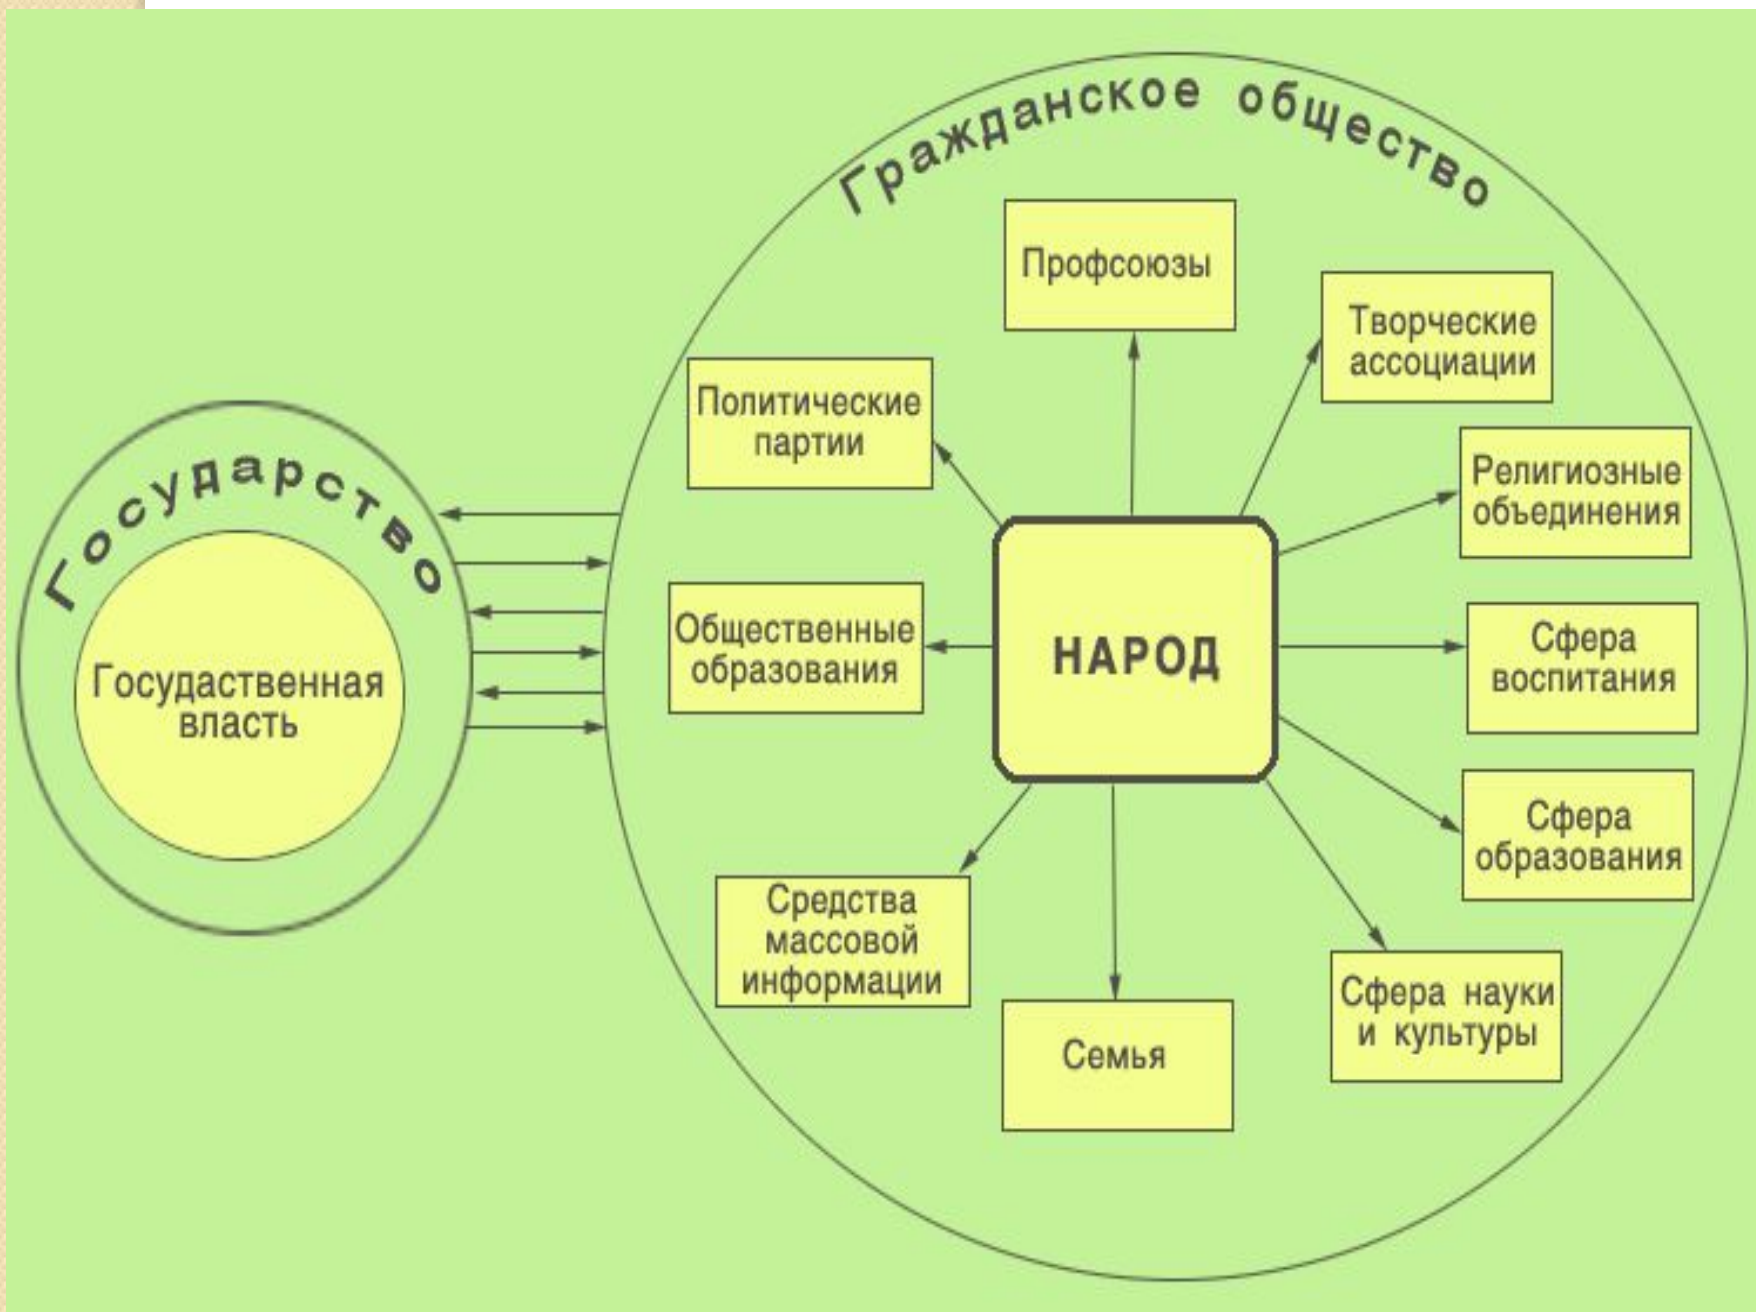 Гражданское общество
Профсоюзы
Творческие
ассоциации
Политические
партии
Религиозные
объединения
Государство
Госудаственная
власть
Общественные
образования
НАРОД
Сфера
воспитания
Сфера
образования
Средства
массовой
информации
Семья
Сфера науки
и культуры